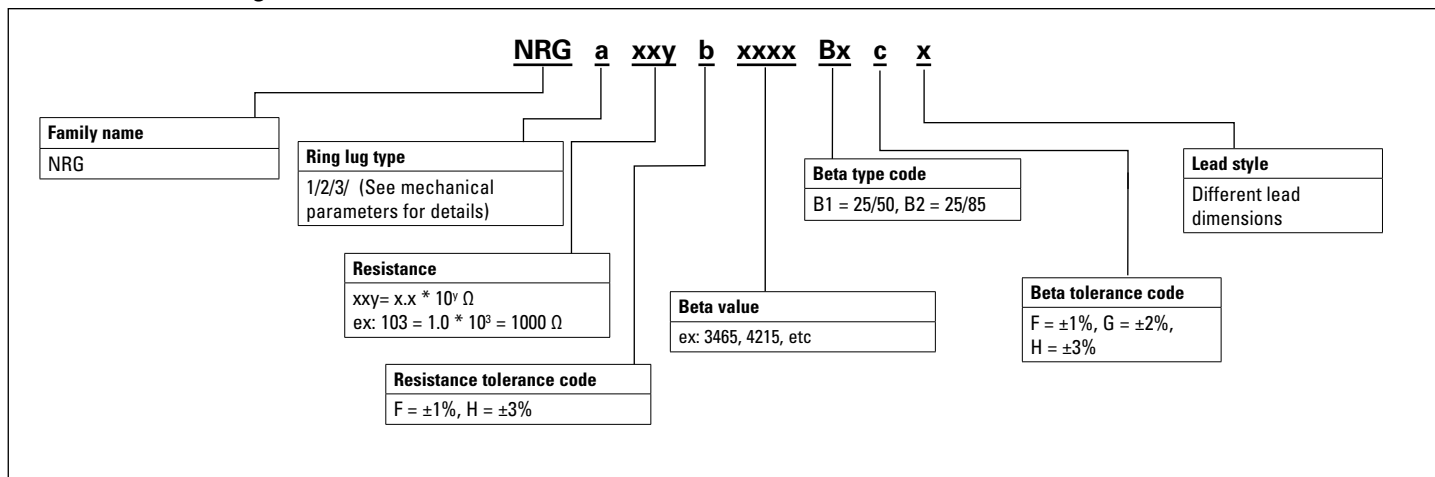 NRG a xxy b xxxx Bx c x
Family name
NRG
Ring lug type
1/2/3/ (See mechanical
parameters for details)
Resistance
xxy= x.x * 10ʸ Ω
ex: 103 = 1.0 * 10³ = 1000 Ω
Resistance tolerance code
F = ±1%, H = ±3%
Beta value
ex: 3465, 4215, etc
Beta type code
B1 = 25/50, B2 = 25/85
Beta tolerance code
F = ±1%, G = ±2%,
H = ±3%
Lead style
Different lead
dimensions